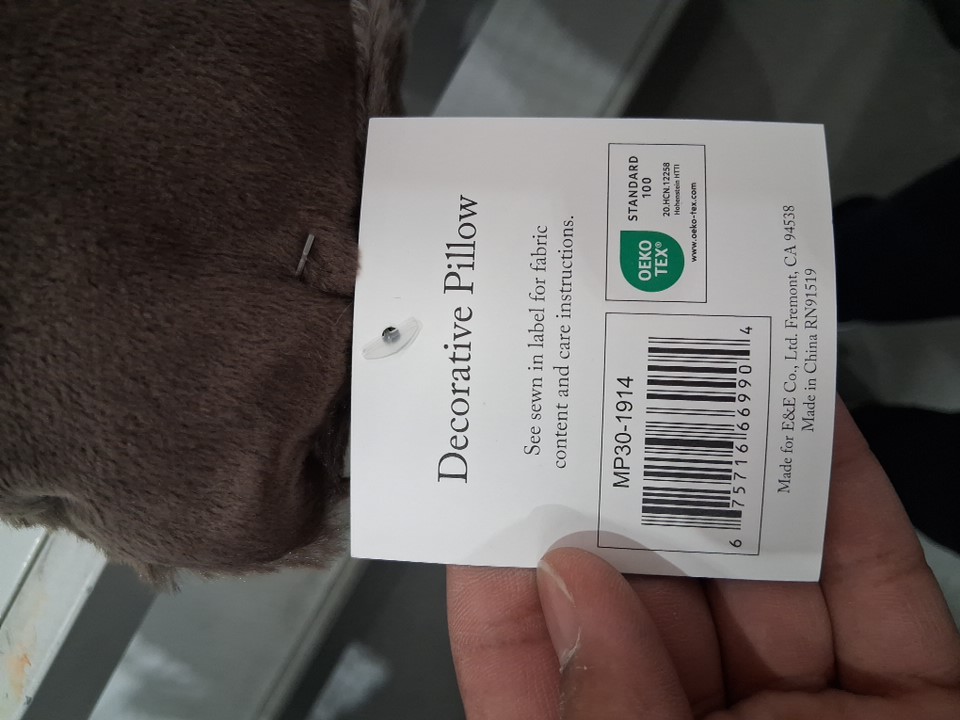 Decorative Pillow
See sewn in label for fabric
content and care instructions.
MP30-1914
6 75716 66990 4
OEKO
TEX®
STANDARD
100
20.HCN.12258
Hohenstein HTTI
www.oeko-tex.com
Made for E&E Co., Ltd. Fremont, CA 94538
Made in China RN91519